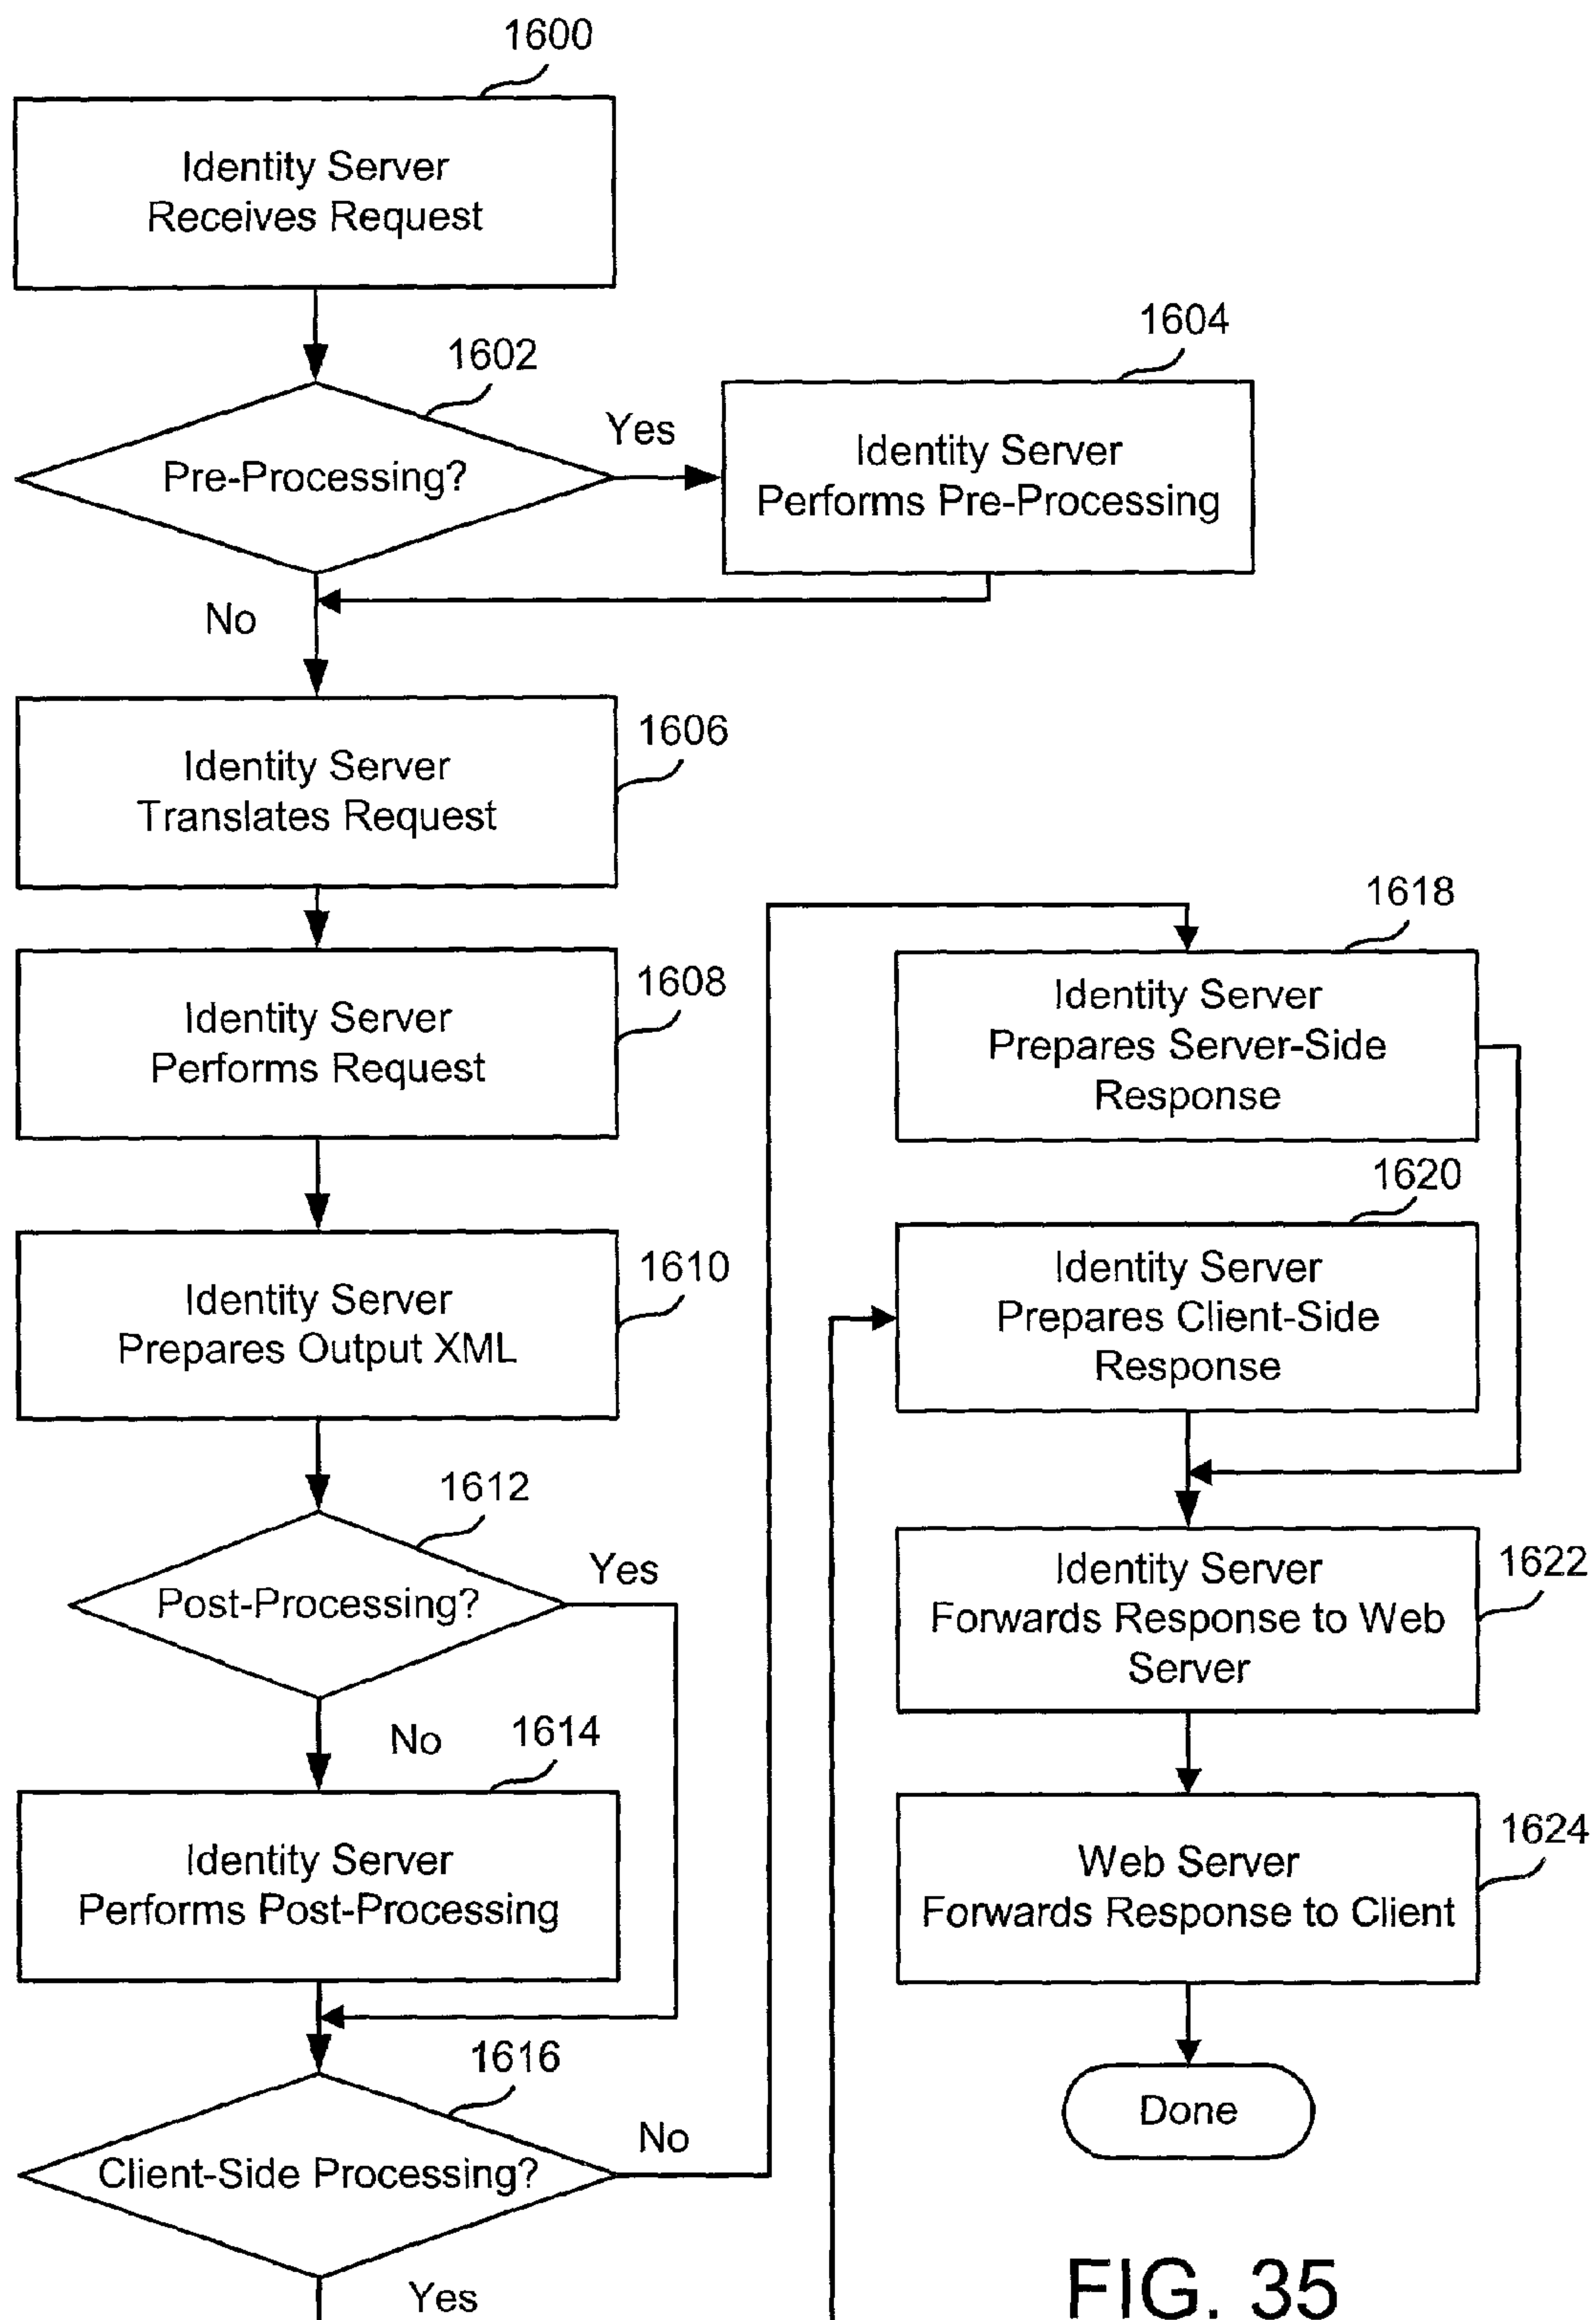 1600
Identity Server
Receives Request
1602
Pre-Processing?
Yes
1604
Identity Server
Performs Pre-Processing
No
1606
Identity Server
Translates Request
1608
Identity Server
Performs Request
1610
Identity Server
Prepares Output XML
1612
Post-Processing?
Yes
No
1614
Identity Server
Performs Post-Processing
1616
Client-Side Processing?
No
Yes
1618
Identity Server
Prepares Server-Side
Response
1620
Identity Server
Prepares Client-Side
Response
1622
Identity Server
Forwards Response to Web
Server
1624
Web Server
Forwards Response to Client
Done
FIG. 35